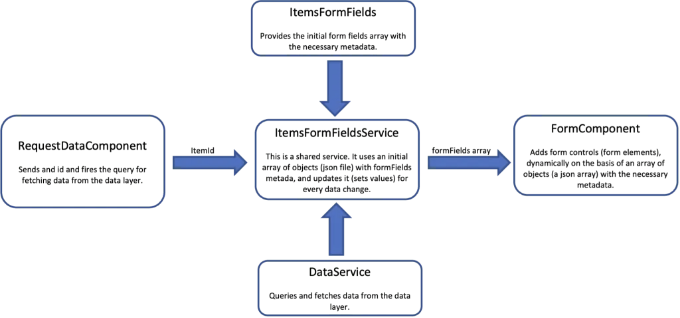 ItemsFormFields
Provides the initial form fields array with
the necessary metadata.
RequestDataComponent
Sends and id and fires the query for
fetching data from the data layer.
ItemId
ItemsFormFieldsService
This is a shared service. It uses an initial
array of objects (json file) with formFields
metada, and updates it (sets values) for
every data change.
formFields array
FormComponent
Adds form controls (form elements),
dynamically on the basis of an array of
objects (a json array) with the necessary
metadata.
DataService
Queries and fetches data from the data
layer.